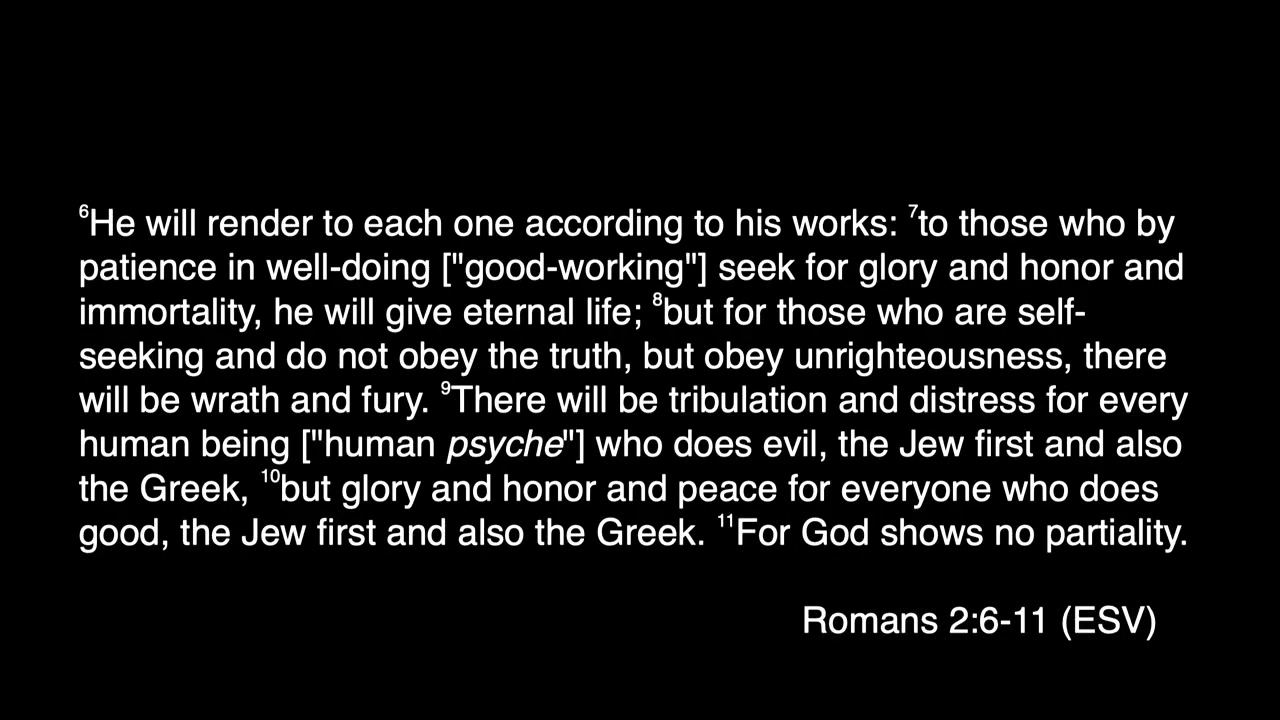 ⁶He will render to each one according to his works: ⁷to those who by
patience in well-doing ["good-working"] seek for glory and honor and
immortality, he will give eternal life; ⁸but for those who are self-
seeking and do not obey the truth, but obey unrighteousness, there
will be wrath and fury. ⁹There will be tribulation and distress for every
human being ["human psyche"] who does evil, the Jew first and also
the Greek, ¹⁰but glory and honor and peace for everyone who does
good, the Jew first and also the Greek. ¹¹For God shows no partiality.
Romans 2:6-11 (ESV)